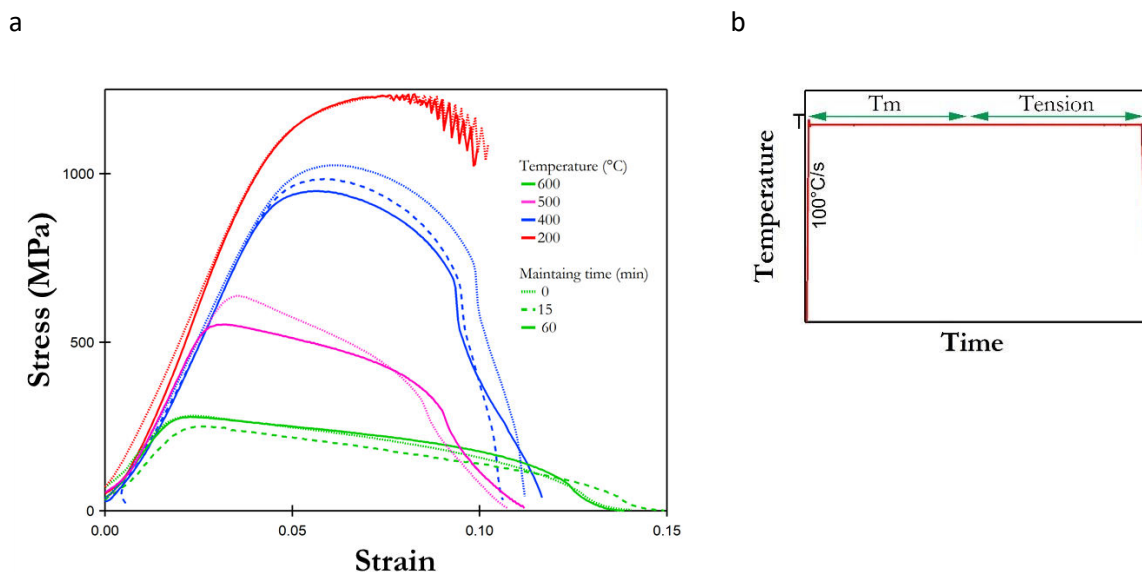 a
b
Stress (MPa)
1000
500
0
0.00
0.05
0.10
0.15
Strain
Temperature (°C)
600
500
400
200
Maintaing time (min)
0
15
60
T
Tm
Tension
Temperature
100°C/s
Time